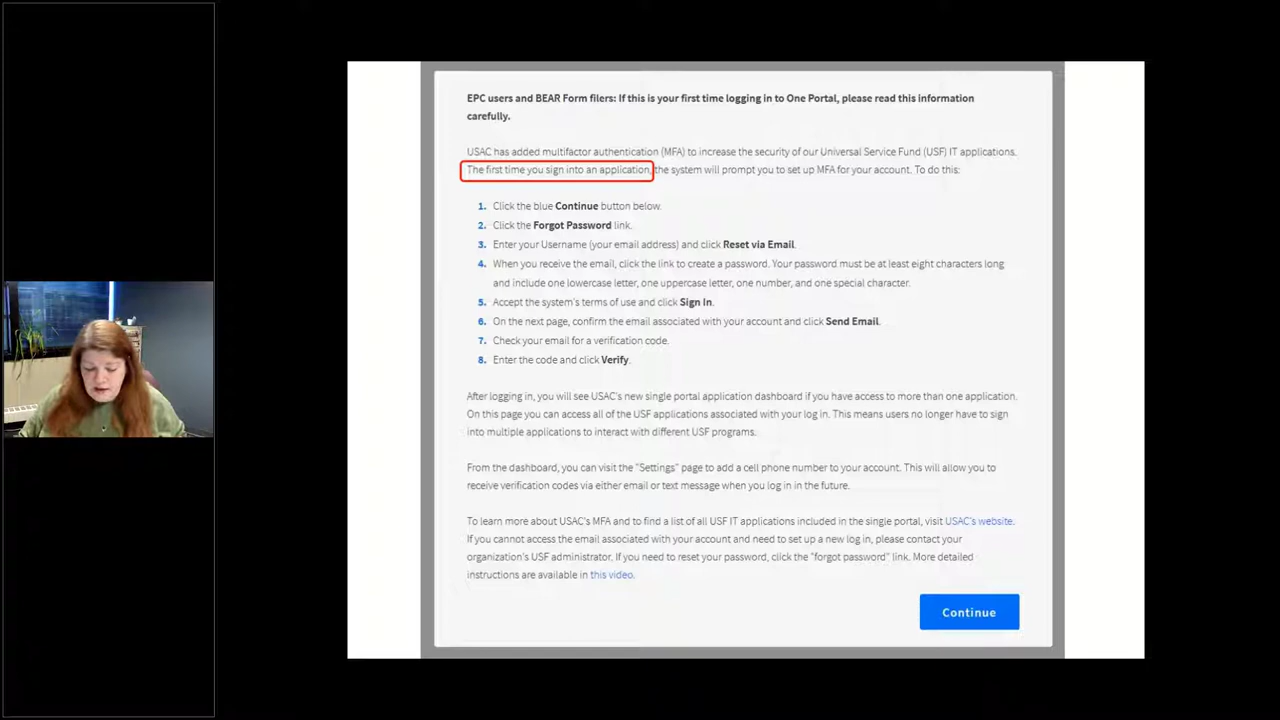 EPC users and BEAR Form filers: If this is your first time logging in to One Portal, please read this information
carefully.
USAC has added multifactor authentication (MFA) to increase the security of our Universal Service Fund (USF) IT applications.
The first time you sign into an application, the system will prompt you to set up MFA for your account. To do this:
1. Click the blue Continue button below.
2. Click the Forgot Password link.
3. Enter your Username (your email address) and click Reset via Email.
4. When you receive the email, click the link to create a password. Your password must be at least eight characters long
and include one lowercase letter, one uppercase letter, one number, and one special character.
5. Accept the system's terms of use and click Sign In.
6. On the next page, confirm the email associated with your account and click Send Email.
7. Check your email for a verification code.
8. Enter the code and click Verify.
After logging in, you will see USAC's new single portal application dashboard if you have access to more than one application.
On this page you can access all of the USF applications associated with your log in. This means users no longer have to sign
into multiple applications to interact with different USF programs.
From the dashboard, you can visit the "Settings" page to add a cell phone number to your account. This will allow you to
receive verification codes via either email or text message when you log in in the future.
To learn more about USAC's MFA and to find a list of all USF IT applications included in the single portal, visit USAC's website.
If you cannot access the email associated with your account and need to set up a new log in, please contact your
organization's USF administrator. If you need to reset your password, click the "forgot password" link. More detailed
instructions are available in this video.
Continue